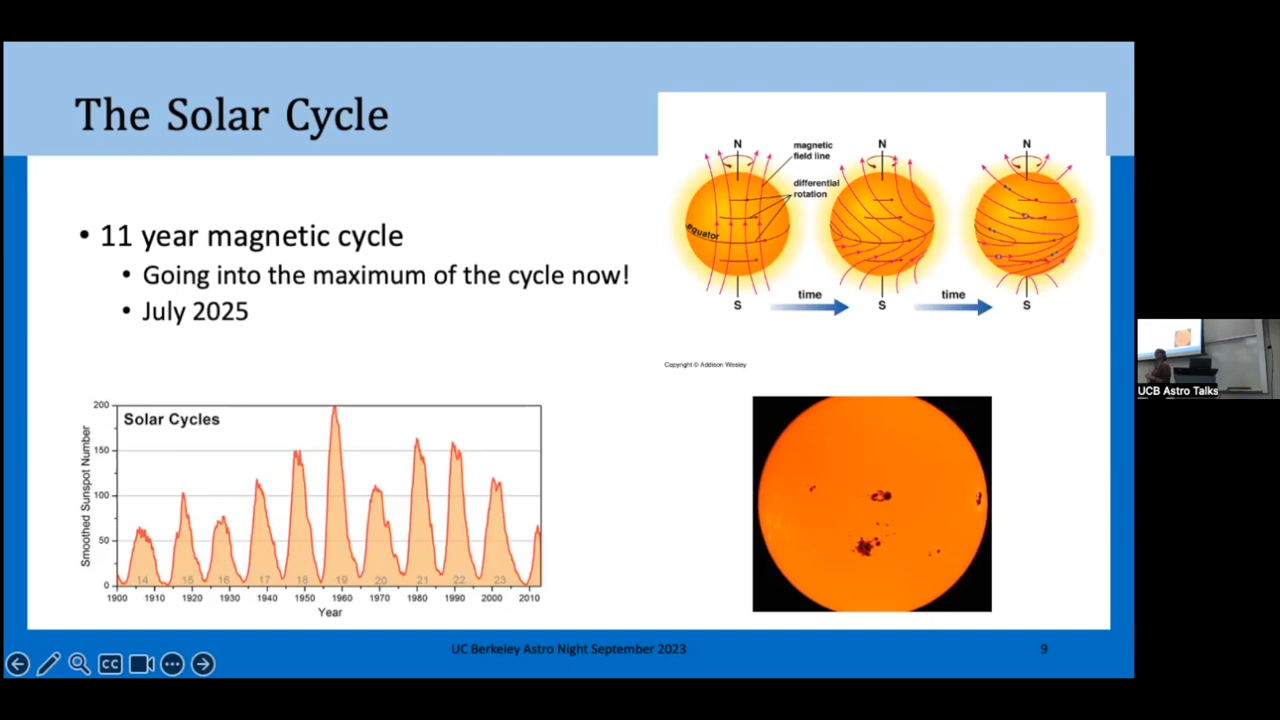 The Solar Cycle
• 11 year magnetic cycle
• Going into the maximum of the cycle now!
• July 2025
N
magnetic
field line
differential
rotation
equator
S
time
N
S
time
N
S
Copyright © Addison Wesley
Solar Cycles
Smoothed Sunspot Number
200
150
100
50
0
14 15 16 17 18 19 20 21 22 23
1900 1910 1920 1930 1940 1950 1960 1970 1980 1990 2000 2010
Year
UC Berkeley Astro Night September 2023
9
CC
UCB Astro Talks